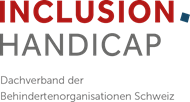 INCLUSION.
HANDICAP
Dachverband der
Behindertenorganisationen Schweiz